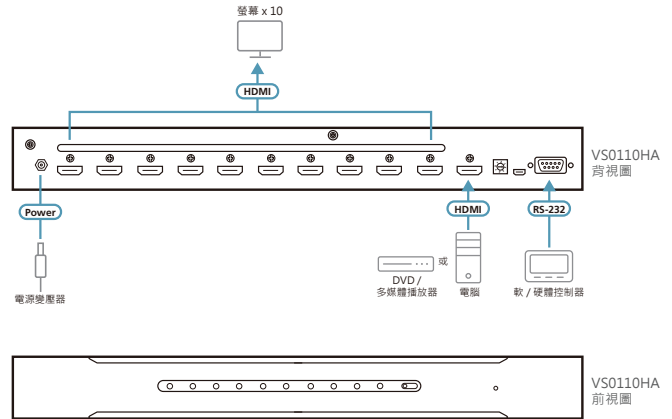 螢幕 x 10
HDMI
VS0110HA
背視圖
Power
HDMI
RS-232
或
DVD /
多媒體播放器
電腦
軟 / 硬體控制器
電源變壓器
VS0110HA
前視圖